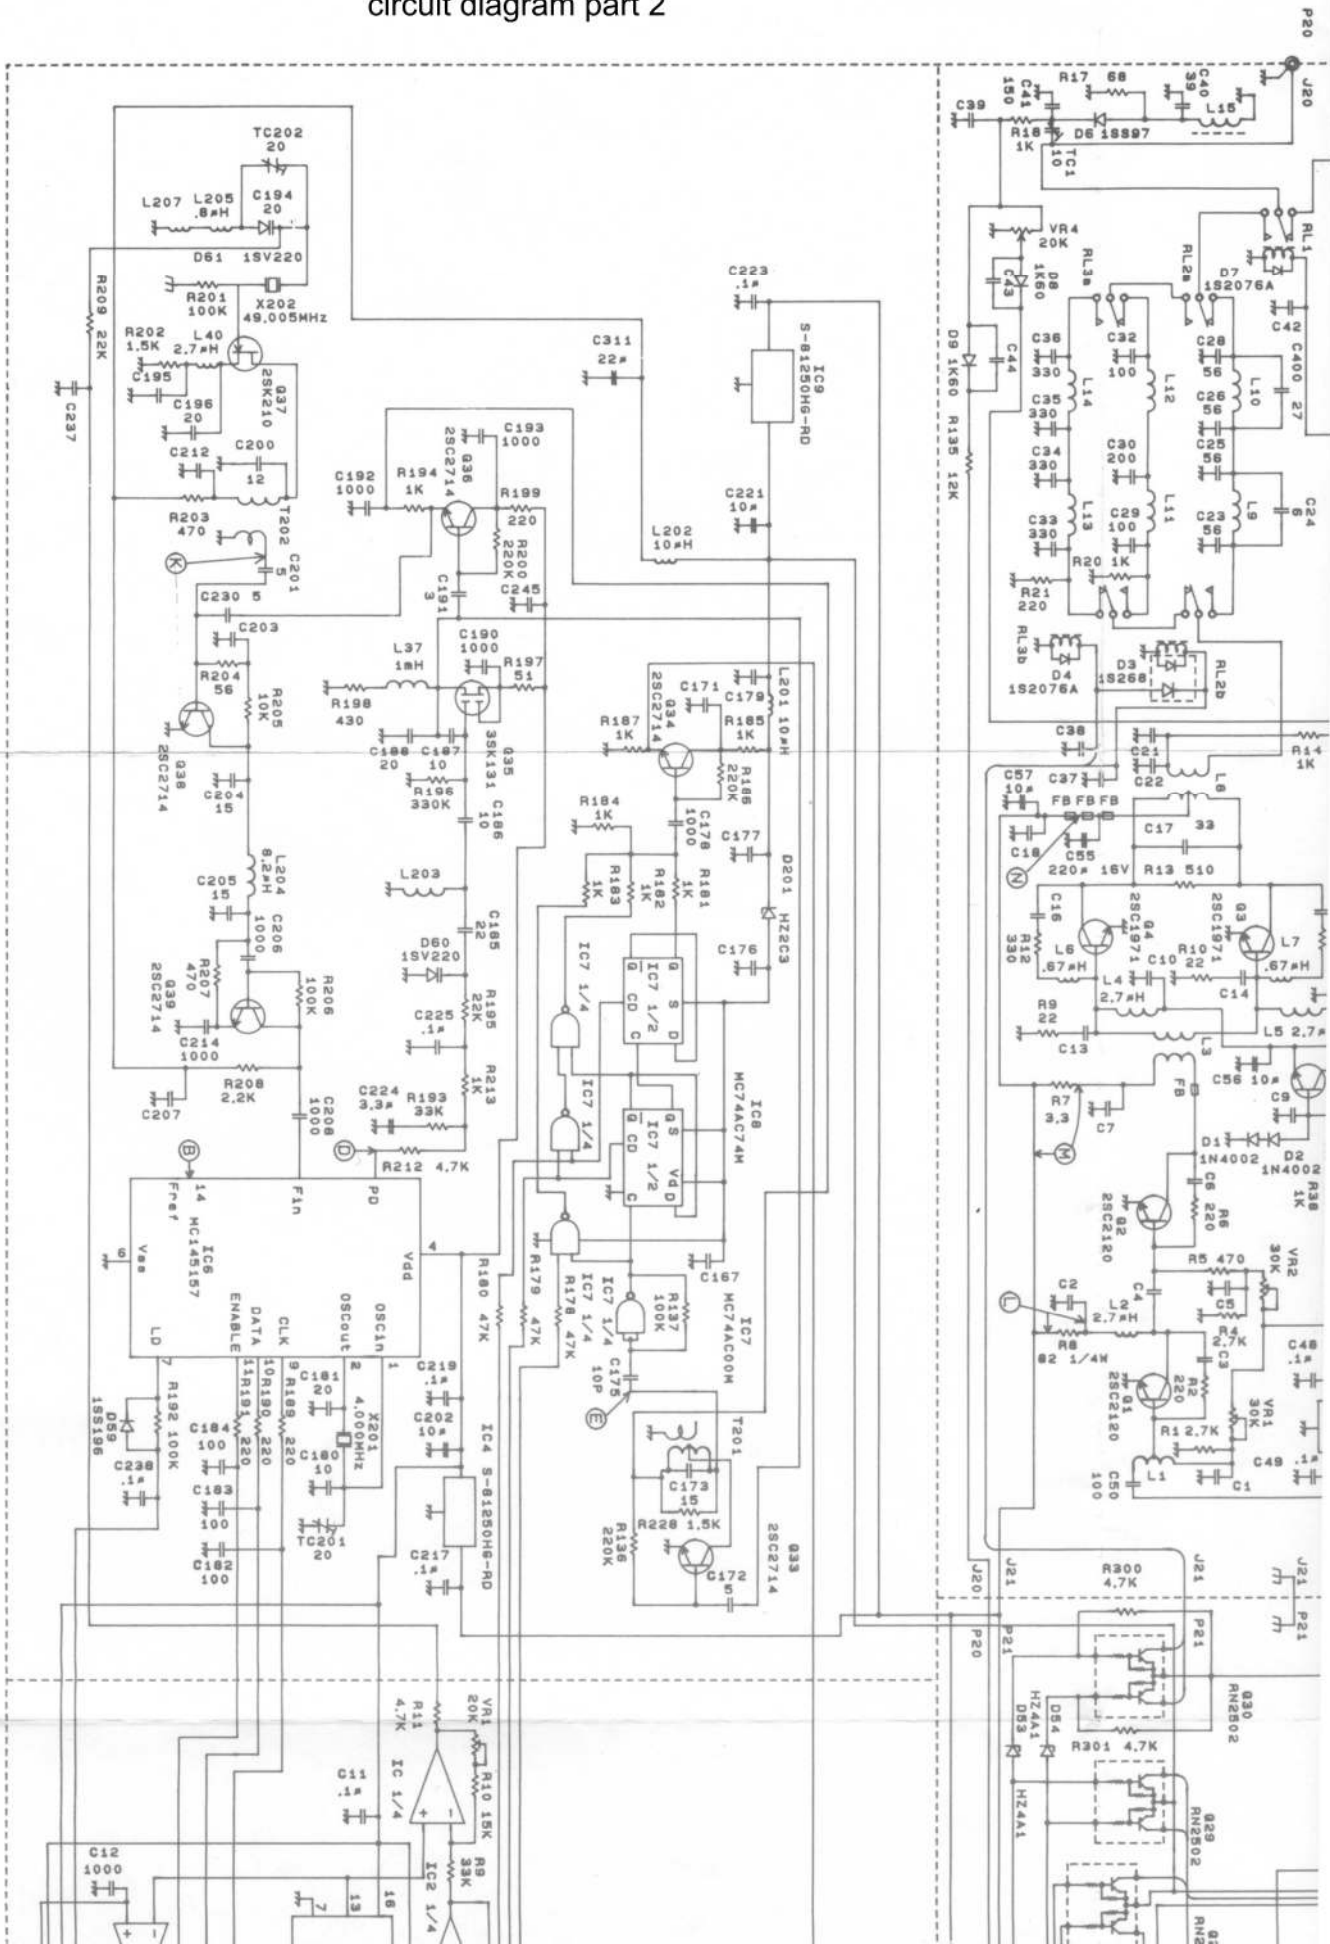 circuit diagram part 2
P20
J20
C39
C41
150
R17 68
C40
39
L15
R18
1K
D6 1SS97
TC1
10
TC202
20
L207
L205
.8μH
C194
20
D61 1SV220
R201
100K
X202
49.005MHz
R209 22K
R202
1.5K
L40
2.7μH
C195
C196
20
Q37
2SK210
C237
C212
C200
12
R203
470
T202
K
C201
5
C230 5
C203
R204
56
R205
10K
Q38
2SC2714
C204
15
L204
8.2μH
C205
15
C206
1000
R207
470
Q39
2SC2714
R206
100K
C214
1000
R208
2.2K
C207
C208
1000
B
14
Fref
Fin
PD
IC6
MC145157
6
Vss
4
Vdd
LD
ENABLE
DATA
CLK
OSCout
OSCin
7
11
10
9
2
1
R192 100K
D59
1SS196
C238
.1μ
R191 220
R190 220
R189 220
C184
100
C183
100
C182
100
C181
20
X201
4.000MHz
C180
10
TC201
20
C223
.1μ
IC9
S-81250HG-RD
C311
22μ
C193
1000
Q36
2SC2714
C192
1000
R194
1K
R199
220
R200
220K
C191
3
C245
C221
10μ
L202
10μH
L37
1mH
C190
1000
R197
51
R198
430
Q35
3SK131
C188
20
C187
10
R196
330K
C186
10
L203
C185
22
D60
1SV220
R195
22K
C225
.1μ
R213
1K
C224
3.3μ
R193
33K
D
R212 4.7K
Q34
2SC2714
C171
C179
L201 10μH
R187
1K
R185
1K
R186
220K
R184
1K
C178
1000
C177
R183
1K
R182
1K
R181
1K
D201 HZ2C3
C176
IC7 1/4
IC7 1/2
Q
Q
S
CD
C
D
IC8
MC74AC74M
IC7 1/4
IC7 1/2
Q
Q
S
CD
C
Vd
D
R180 47K
R179 47K
R178 47K
IC7 1/4
IC7 1/4
R137
100K
C167
IC7
MC74AC00M
C175
10P
E
T201
C173
15
R228 1.5K
R136
220K
C172
5
Q33
2SC2714
C219
.1μ
C202
10μ
IC4 S-81250HG-RD
C217
.1μ
VR4
20K
C43
D8
1K60
RL3a
RL2a
RL1
D7
1S2076A
C42
D9 1K60
C44
C36
330
C32
100
C28
56
C400 27
L14
L12
L10
C35
330
C26
56
R135 12K
C25
56
C34
330
C30
200
C33
330
L13
C29
100
L11
C23
56
L9
C24
6
R20 1K
R21
220
RL3b
D4
1S2076A
D3
1S268
RL2b
C38
C37
C21
C22
L8
R14
1K
C57
10μ
FB FB FB
C18
C55
220μ 16V
C17 33
R13 510
N
C16
R12
330
L6
.67μH
Q4
2SC1971
L4
2.7μH
C10
R10
22
Q3
2SC1971
L7
.67μH
C14
R9
22
C13
L3
L5 2.7μ
C56 10μ
FB
R7
3.3
C7
C9
M
D1
1N4002
D2
1N4002
C6
220
R6
Q2
2SC2120
R38
1K
VR2
30K
R5 470
L
C2
C4
L2
2.7μH
C5
R4
2.7K
R8
82 1/4W
C3
R2
220
C48
.1μ
Q1
2SC2120
VR1
30K
R1 2.7K
L1
C50
100
C1
C49 .1μ
J20
J21
J21
J21
R300
4.7K
P20
P21
P21
P21
Q30
RN2502
D53
HZ4A1
D54
HZ4A1
R301 4.7K
Q29
RN2502
RN2
R11
4.7K
VR1
20K
R10 15K
IC 1/4
C11
.1μ
+ -
R9
33K
IC2 1/4
C12
1000
7
13
16
+ -